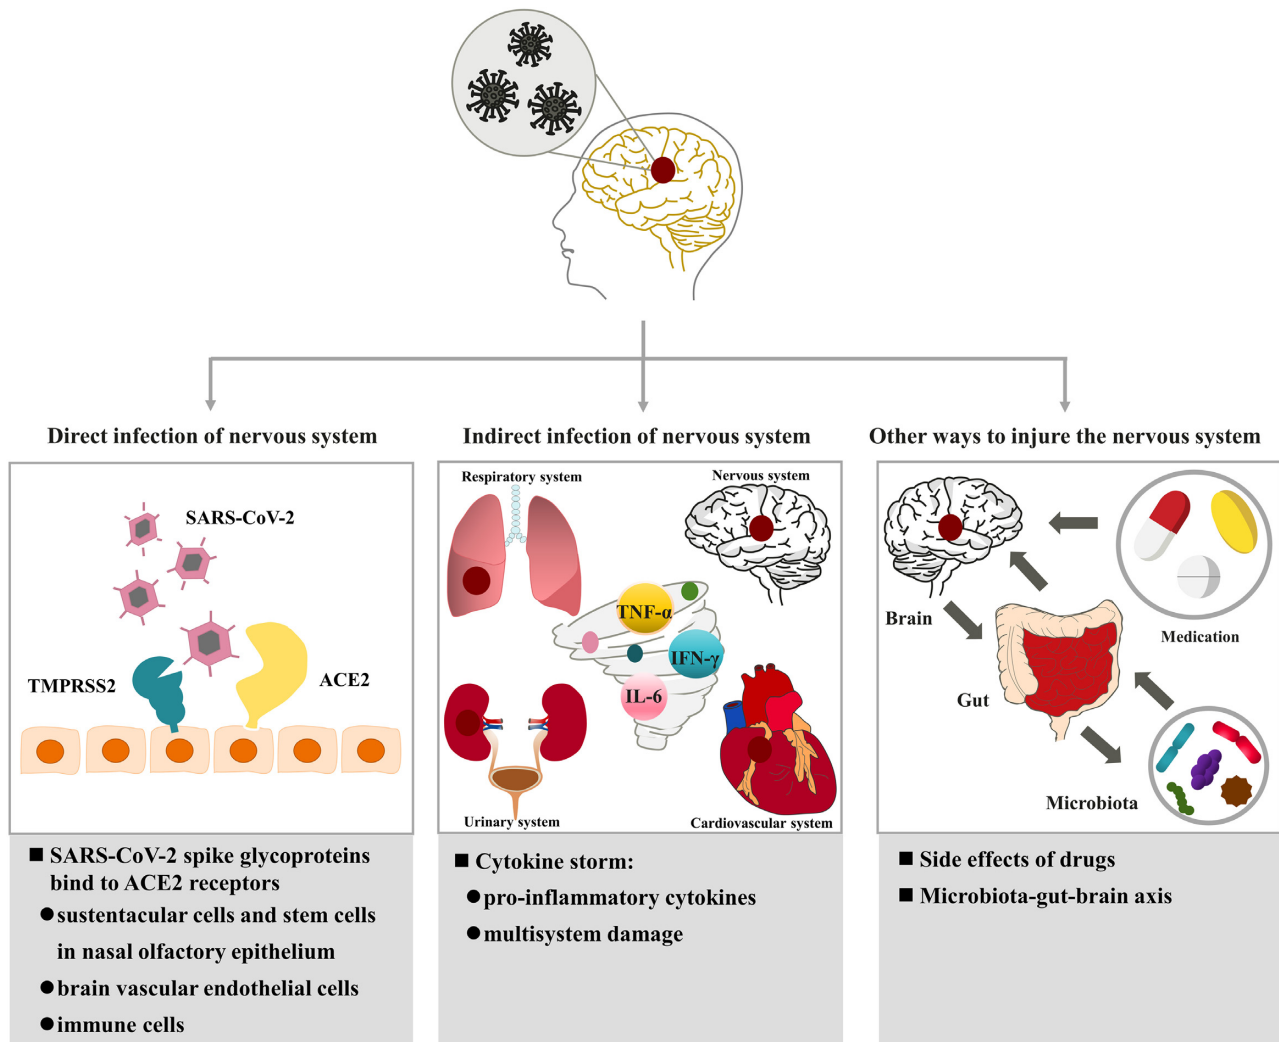 Direct infection of nervous system
SARS-CoV-2
TMPRSS2
ACE2
■ SARS-CoV-2 spike glycoproteins
bind to ACE2 receptors
● sustentacular cells and stem cells
in nasal olfactory epithelium
● brain vascular endothelial cells
● immune cells
Indirect infection of nervous system
Respiratory system
Nervous system
TNF-α
IFN-γ
IL-6
Urinary system
Cardiovascular system
■ Cytokine storm:
● pro-inflammatory cytokines
● multisystem damage
Other ways to injure the nervous system
Brain
Medication
Gut
Microbiota
■ Side effects of drugs
■ Microbiota-gut-brain axis